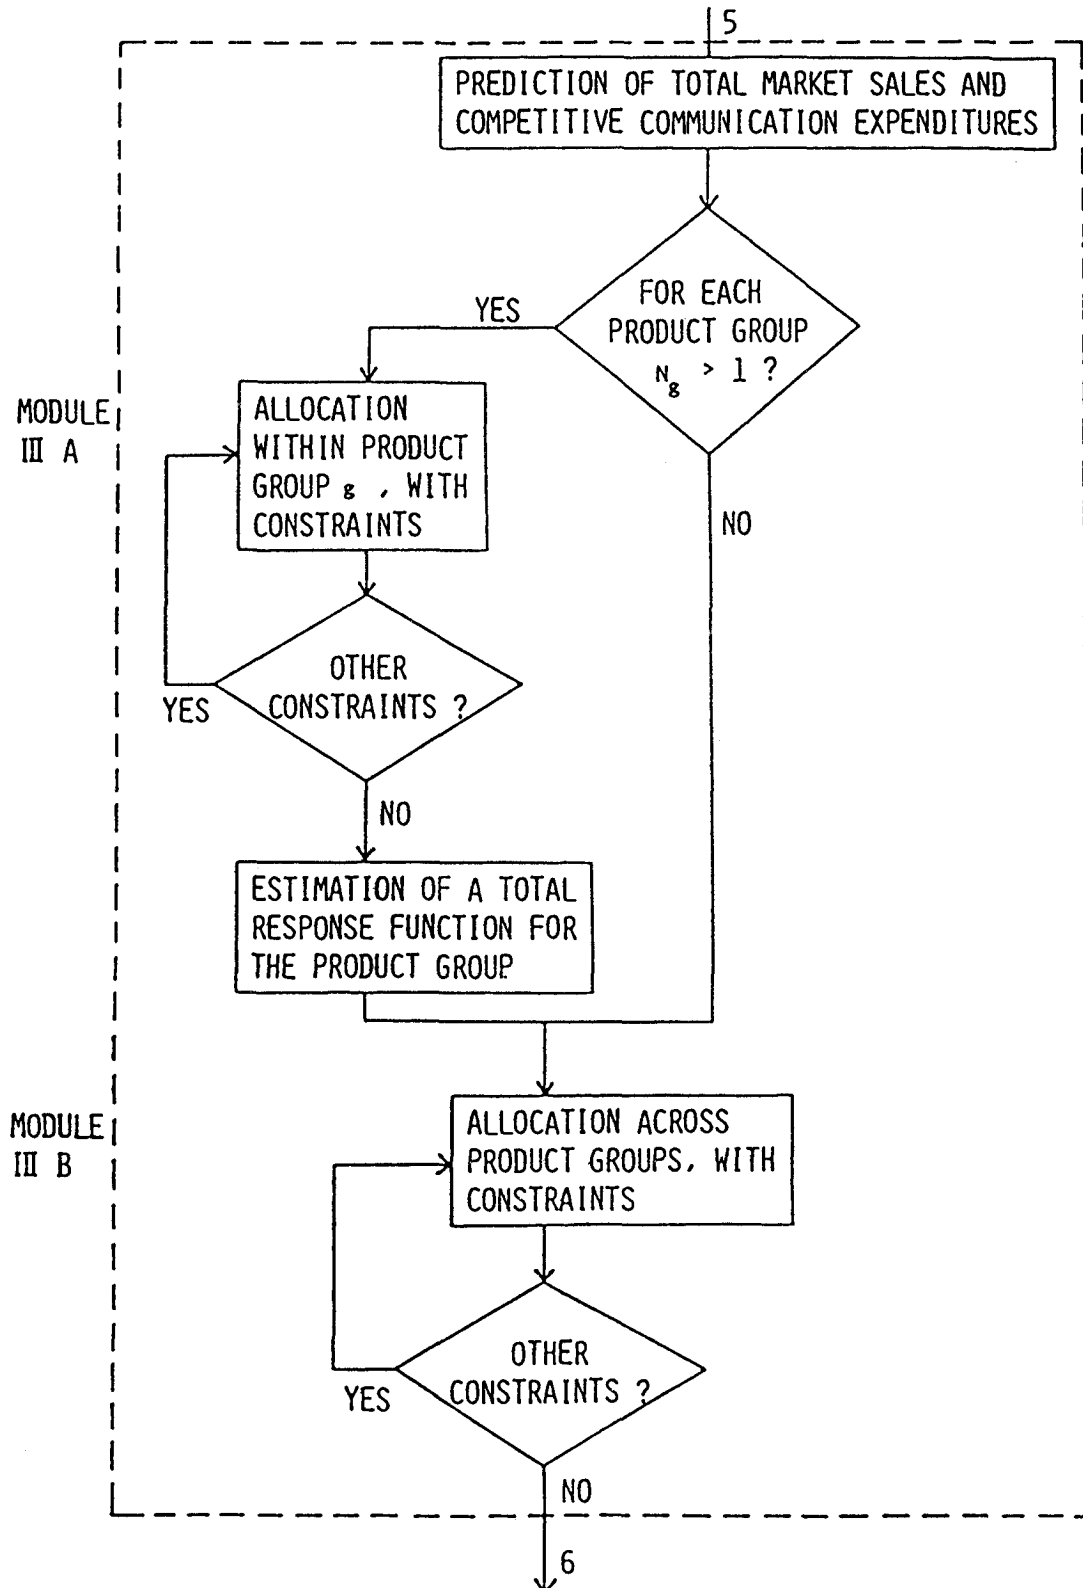 5
PREDICTION OF TOTAL MARKET SALES AND
COMPETITIVE COMMUNICATION EXPENDITURES
FOR EACH
PRODUCT GROUP
Ng > 1 ?
YES
NO
MODULE
III A
ALLOCATION
WITHIN PRODUCT
GROUP g , WITH
CONSTRAINTS
OTHER
CONSTRAINTS ?
YES
NO
ESTIMATION OF A TOTAL
RESPONSE FUNCTION FOR
THE PRODUCT GROUP
MODULE
III B
ALLOCATION ACROSS
PRODUCT GROUPS, WITH
CONSTRAINTS
OTHER
CONSTRAINTS ?
YES
NO
6